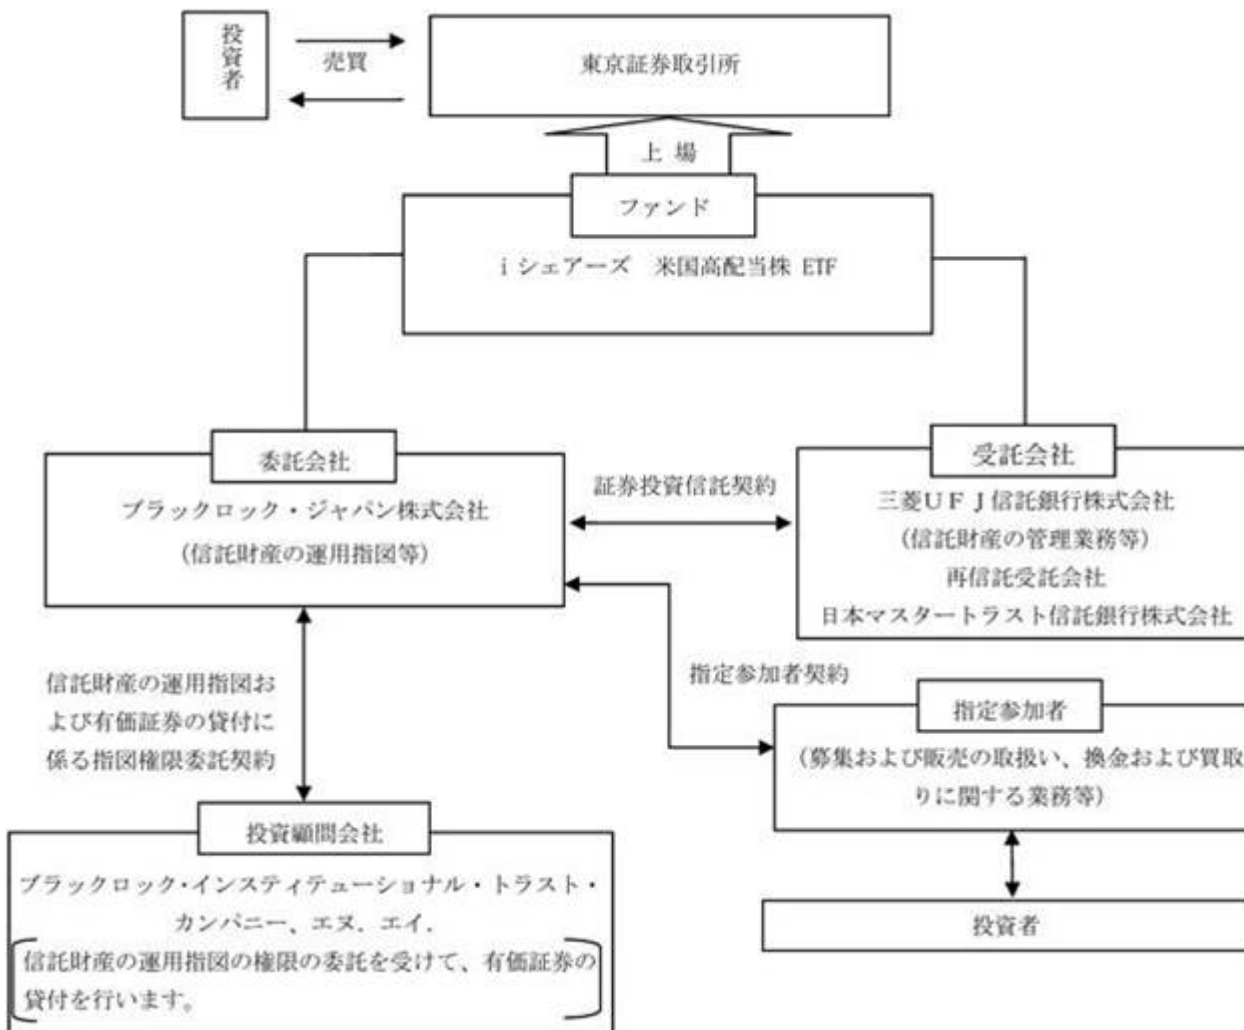 投資者
売買
東京証券取引所
上 場
ファンド
i シェアーズ　米国高配当株 ETF
委託会社
ブラックロック・ジャパン株式会社
(信託財産の運用指図等)
証券投資信託契約
受託会社
三菱UFJ信託銀行株式会社
(信託財産の管理業務等)
再信託受託会社
日本マスタートラスト信託銀行株式会社
信託財産の運用指図お
よび有価証券の貸付に
係る指図権限委託契約
指定参加者契約
指定参加者
(募集および販売の取扱い、換金および買取
りに関する業務等)
投資者
投資顧問会社
ブラックロック・インスティテューショナル・トラスト・
カンパニー、エヌ．エイ．
信託財産の運用指図の権限の委託を受けて、有価証券の
貸付を行います。